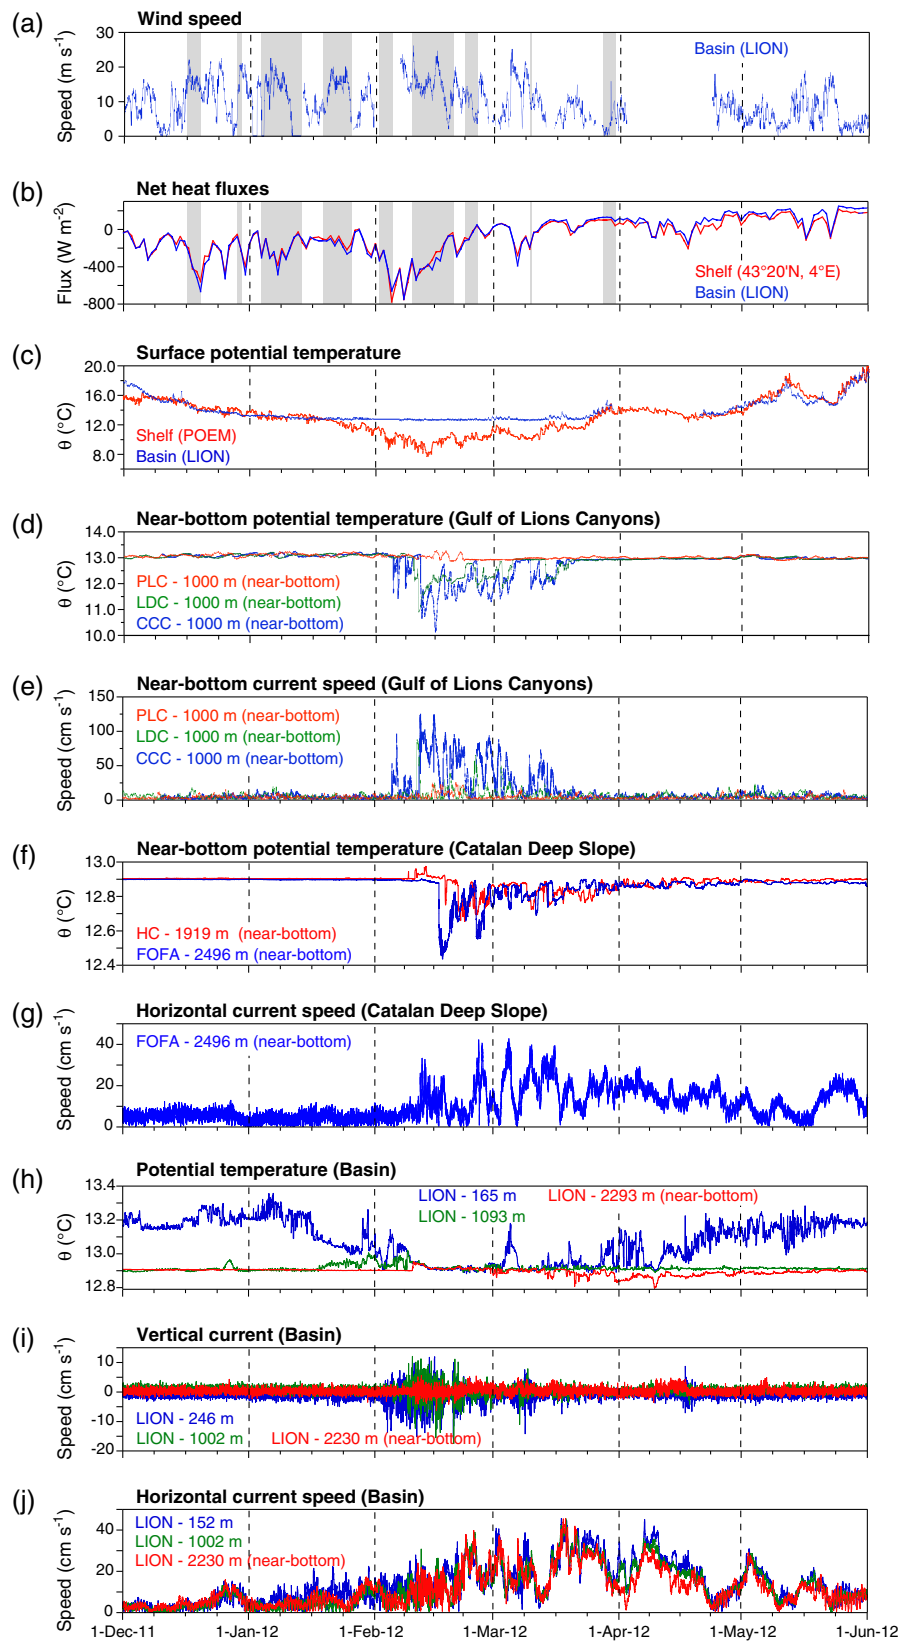 (a) Wind speed
Speed (m s-1)
30
20
10
0
Basin (LION)
(b) Net heat fluxes
Flux (W m-2)
0
-400
-800
Shelf (43°20'N, 4°E)
Basin (LION)
(c) Surface potential temperature
θ (°C)
20.0
16.0
12.0
8.0
Shelf (POEM)
Basin (LION)
(d) Near-bottom potential temperature (Gulf of Lions Canyons)
θ (°C)
14.0
13.0
12.0
11.0
10.0
PLC - 1000 m (near-bottom)
LDC - 1000 m (near-bottom)
CCC - 1000 m (near-bottom)
(e) Near-bottom current speed (Gulf of Lions Canyons)
Speed (cm s-1)
150
100
50
0
PLC - 1000 m (near-bottom)
LDC - 1000 m (near-bottom)
CCC - 1000 m (near-bottom)
(f) Near-bottom potential temperature (Catalan Deep Slope)
θ (°C)
13.0
12.8
12.6
12.4
HC - 1919 m (near-bottom)
FOFA - 2496 m (near-bottom)
(g) Horizontal current speed (Catalan Deep Slope)
Speed (cm s-1)
40
20
0
FOFA - 2496 m (near-bottom)
(h) Potential temperature (Basin)
θ (°C)
13.4
13.2
13.0
12.8
LION - 165 m LION - 2293 m (near-bottom)
LION - 1093 m
(i) Vertical current (Basin)
Speed (cm s-1)
10
0
-10
-20
LION - 246 m
LION - 1002 m LION - 2230 m (near-bottom)
(j) Horizontal current speed (Basin)
Speed (cm s-1)
40
20
0
LION - 152 m
LION - 1002 m
LION - 2230 m (near-bottom)
1-Dec-11 1-Jan-12 1-Feb-12 1-Mar-12 1-Apr-12 1-May-12 1-Jun-12